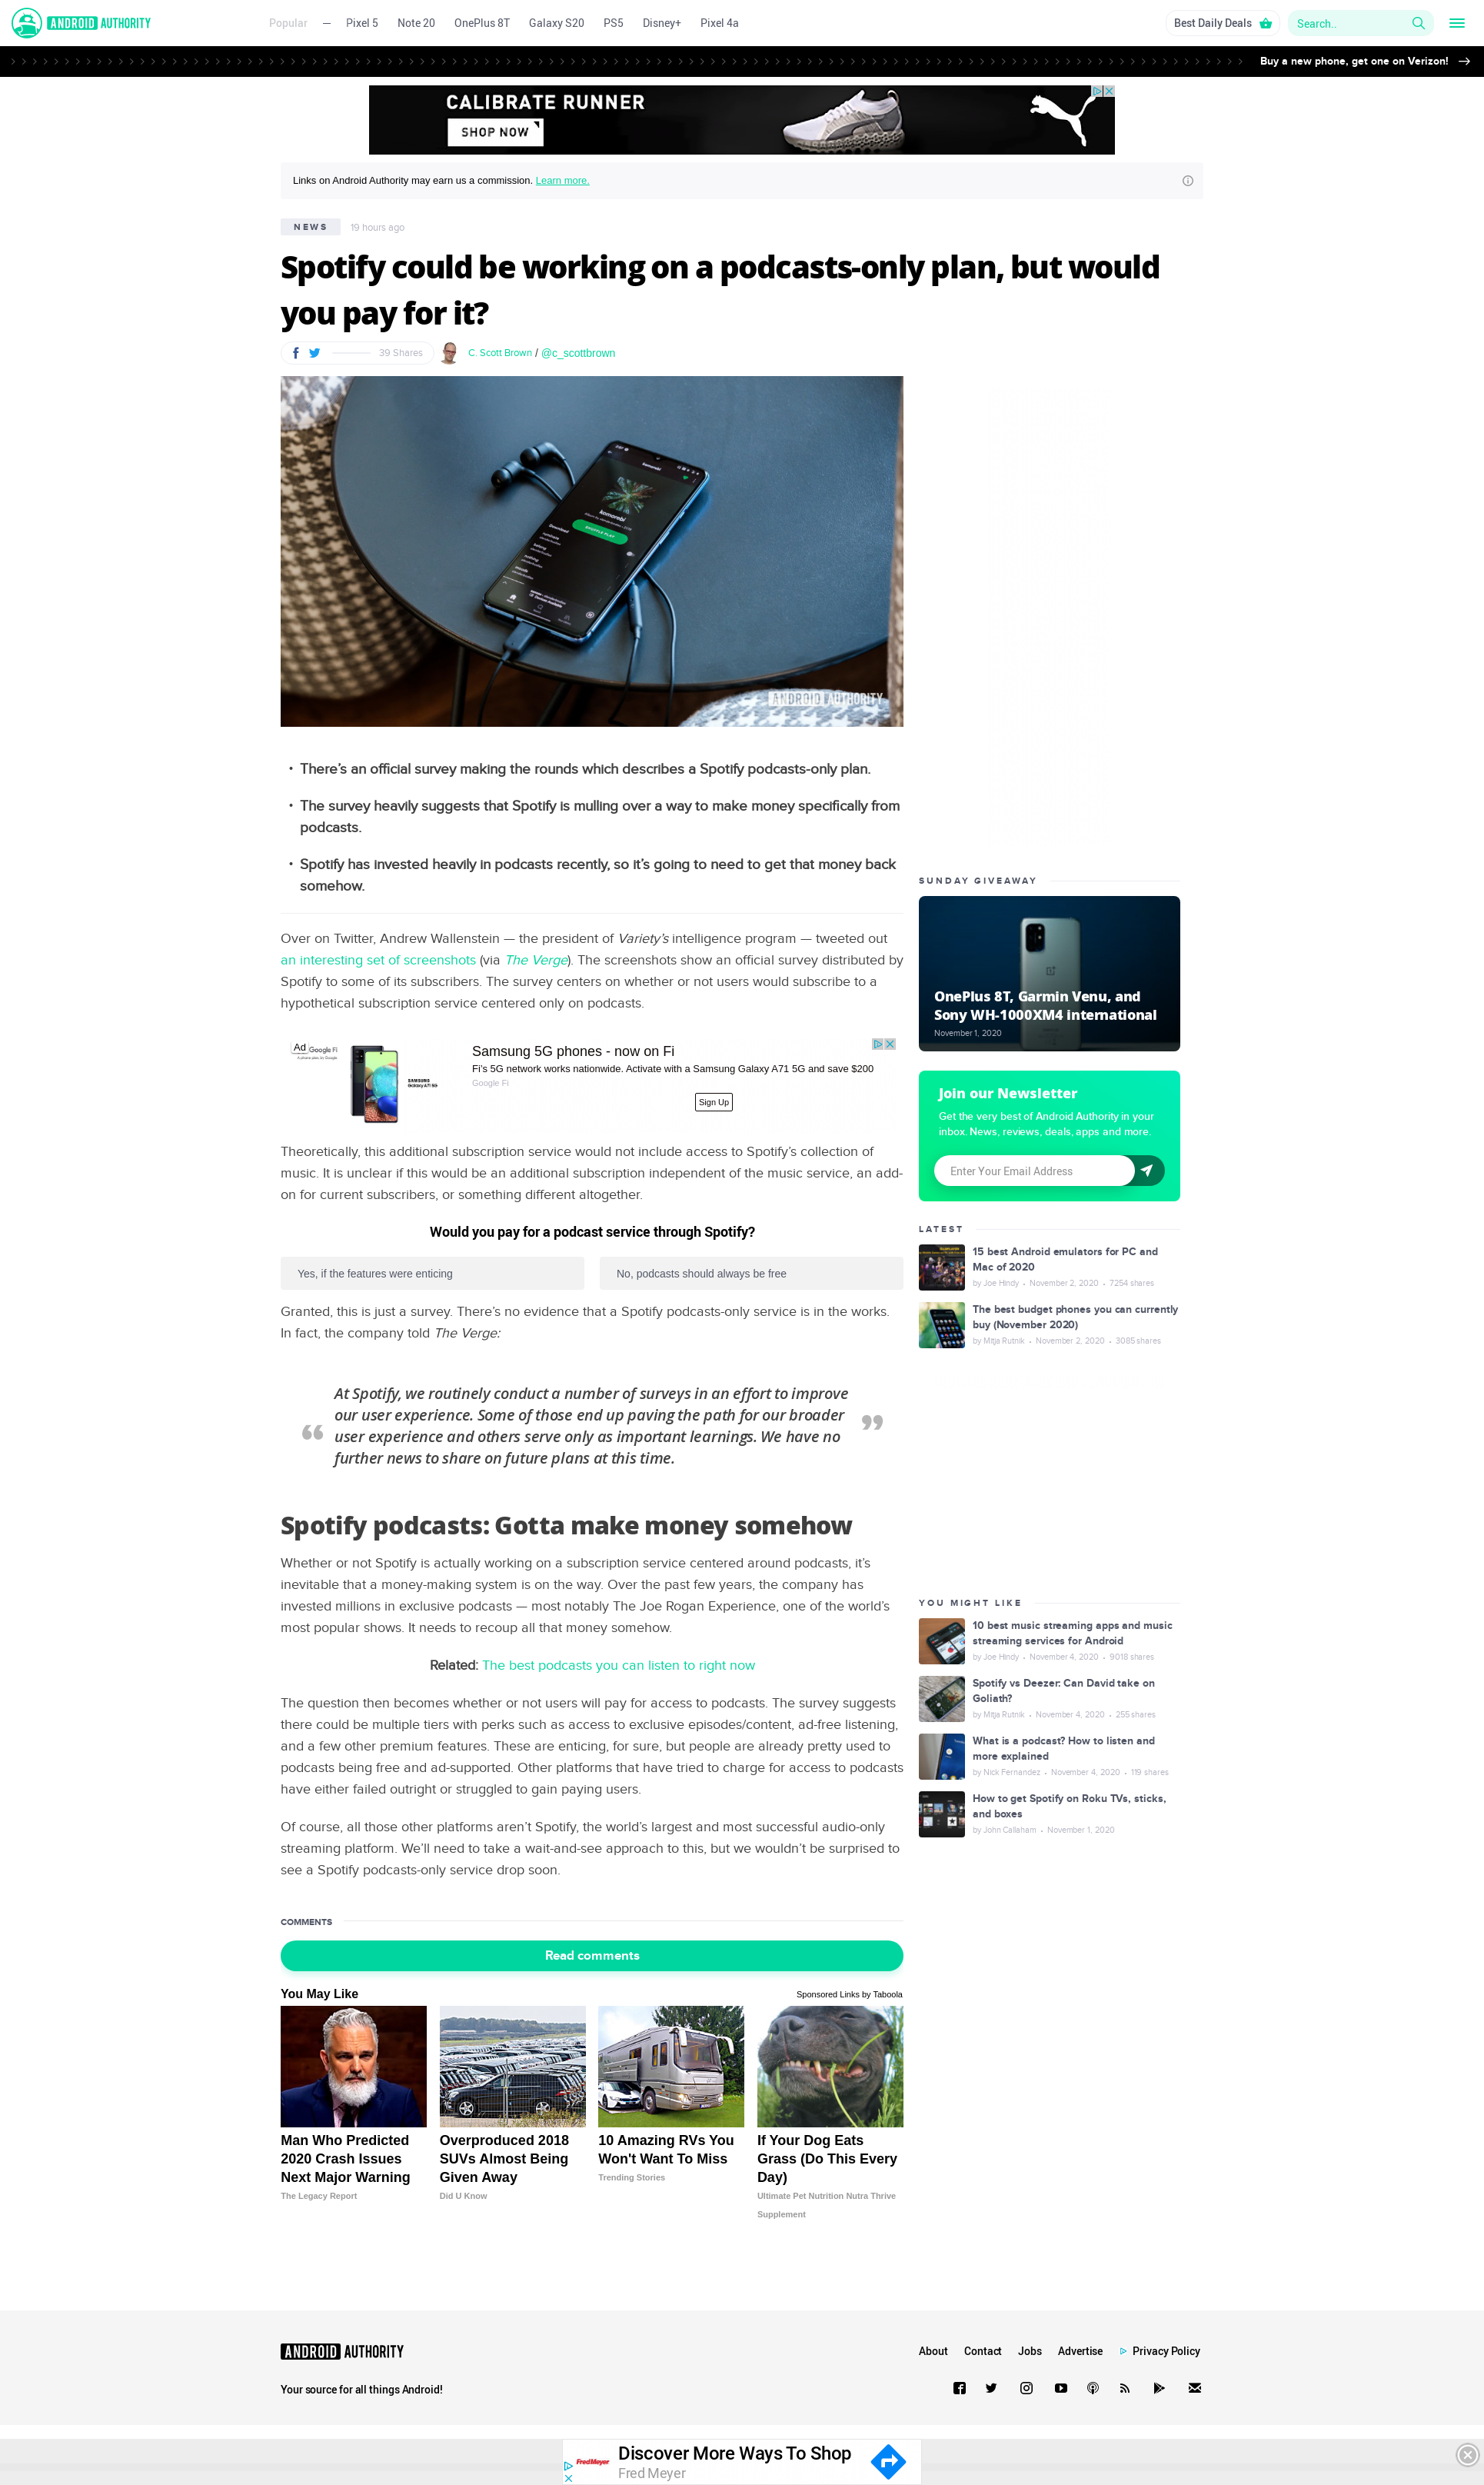 ANDROID AUTHORITY
Popular — Pixel 5 Note 20 OnePlus 8T Galaxy S20 PS5 Disney+ Pixel 4a
Best Daily Deals
Search..
Buy a new phone, get one on Verizon!
CALIBRATE RUNNER
SHOP NOW
Links on Android Authority may earn us a commission. Learn more.
NEWS
19 hours ago
Spotify could be working on a podcasts-only plan, but would
you pay for it?
39 Shares
C. Scott Brown / @c_scottbrown
komorebi
SHUFFLE PLAY
ANDROID AUTHORITY
• There’s an official survey making the rounds which describes a Spotify podcasts-only plan.
• The survey heavily suggests that Spotify is mulling over a way to make money specifically from
podcasts.
• Spotify has invested heavily in podcasts recently, so it’s going to need to get that money back
somehow.
Over on Twitter, Andrew Wallenstein — the president of Variety’s intelligence program — tweeted out
an interesting set of screenshots (via The Verge). The screenshots show an official survey distributed by
Spotify to some of its subscribers. The survey centers on whether or not users would subscribe to a
hypothetical subscription service centered only on podcasts.
Ad
Google Fi
SAMSUNG
Galaxy A71 5G
Samsung 5G phones - now on Fi
Fi's 5G network works nationwide. Activate with a Samsung Galaxy A71 5G and save $200
Google Fi
Sign Up
Theoretically, this additional subscription service would not include access to Spotify’s collection of
music. It is unclear if this would be an additional subscription independent of the music service, an add-
on for current subscribers, or something different altogether.
Would you pay for a podcast service through Spotify?
Yes, if the features were enticing
No, podcasts should always be free
Granted, this is just a survey. There’s no evidence that a Spotify podcasts-only service is in the works.
In fact, the company told The Verge:
“ At Spotify, we routinely conduct a number of surveys in an effort to improve
our user experience. Some of those end up paving the path for our broader
user experience and others serve only as important learnings. We have no
further news to share on future plans at this time. ”
Spotify podcasts: Gotta make money somehow
Whether or not Spotify is actually working on a subscription service centered around podcasts, it’s
inevitable that a money-making system is on the way. Over the past few years, the company has
invested millions in exclusive podcasts — most notably The Joe Rogan Experience, one of the world’s
most popular shows. It needs to recoup all that money somehow.
Related: The best podcasts you can listen to right now
The question then becomes whether or not users will pay for access to podcasts. The survey suggests
there could be multiple tiers with perks such as access to exclusive episodes/content, ad-free listening,
and a few other premium features. These are enticing, for sure, but people are already pretty used to
podcasts being free and ad-supported. Other platforms that have tried to charge for access to podcasts
have either failed outright or struggled to gain paying users.
Of course, all those other platforms aren’t Spotify, the world’s largest and most successful audio-only
streaming platform. We’ll need to take a wait-and-see approach to this, but we wouldn’t be surprised to
see a Spotify podcasts-only service drop soon.
COMMENTS
Read comments
SUNDAY GIVEAWAY
OnePlus 8T, Garmin Venu, and
Sony WH-1000XM4 international
November 1, 2020
Join our Newsletter
Get the very best of Android Authority in your
inbox. News, reviews, deals, apps and more.
Enter Your Email Address
LATEST
15 best Android emulators for PC and
Mac of 2020
by Joe Hindy • November 2, 2020 • 7254 shares
The best budget phones you can currently
buy (November 2020)
by Mitja Rutnik • November 2, 2020 • 3085 shares
YOU MIGHT LIKE
10 best music streaming apps and music
streaming services for Android
by Joe Hindy • November 4, 2020 • 9018 shares
Spotify vs Deezer: Can David take on
Goliath?
by Mitja Rutnik • November 4, 2020 • 255 shares
What is a podcast? How to listen and
more explained
by Nick Fernandez • November 4, 2020 • 119 shares
How to get Spotify on Roku TVs, sticks,
and boxes
by John Callaham • November 1, 2020
You May Like
Sponsored Links by Taboola
Man Who Predicted
2020 Crash Issues
Next Major Warning
The Legacy Report
Overproduced 2018
SUVs Almost Being
Given Away
Did U Know
10 Amazing RVs You
Won't Want To Miss
Trending Stories
If Your Dog Eats
Grass (Do This Every
Day)
Ultimate Pet Nutrition Nutra Thrive
Supplement
ANDROID AUTHORITY
Your source for all things Android!
About Contact Jobs Advertise Privacy Policy
Fred Meyer
Discover More Ways To Shop
Fred Meyer